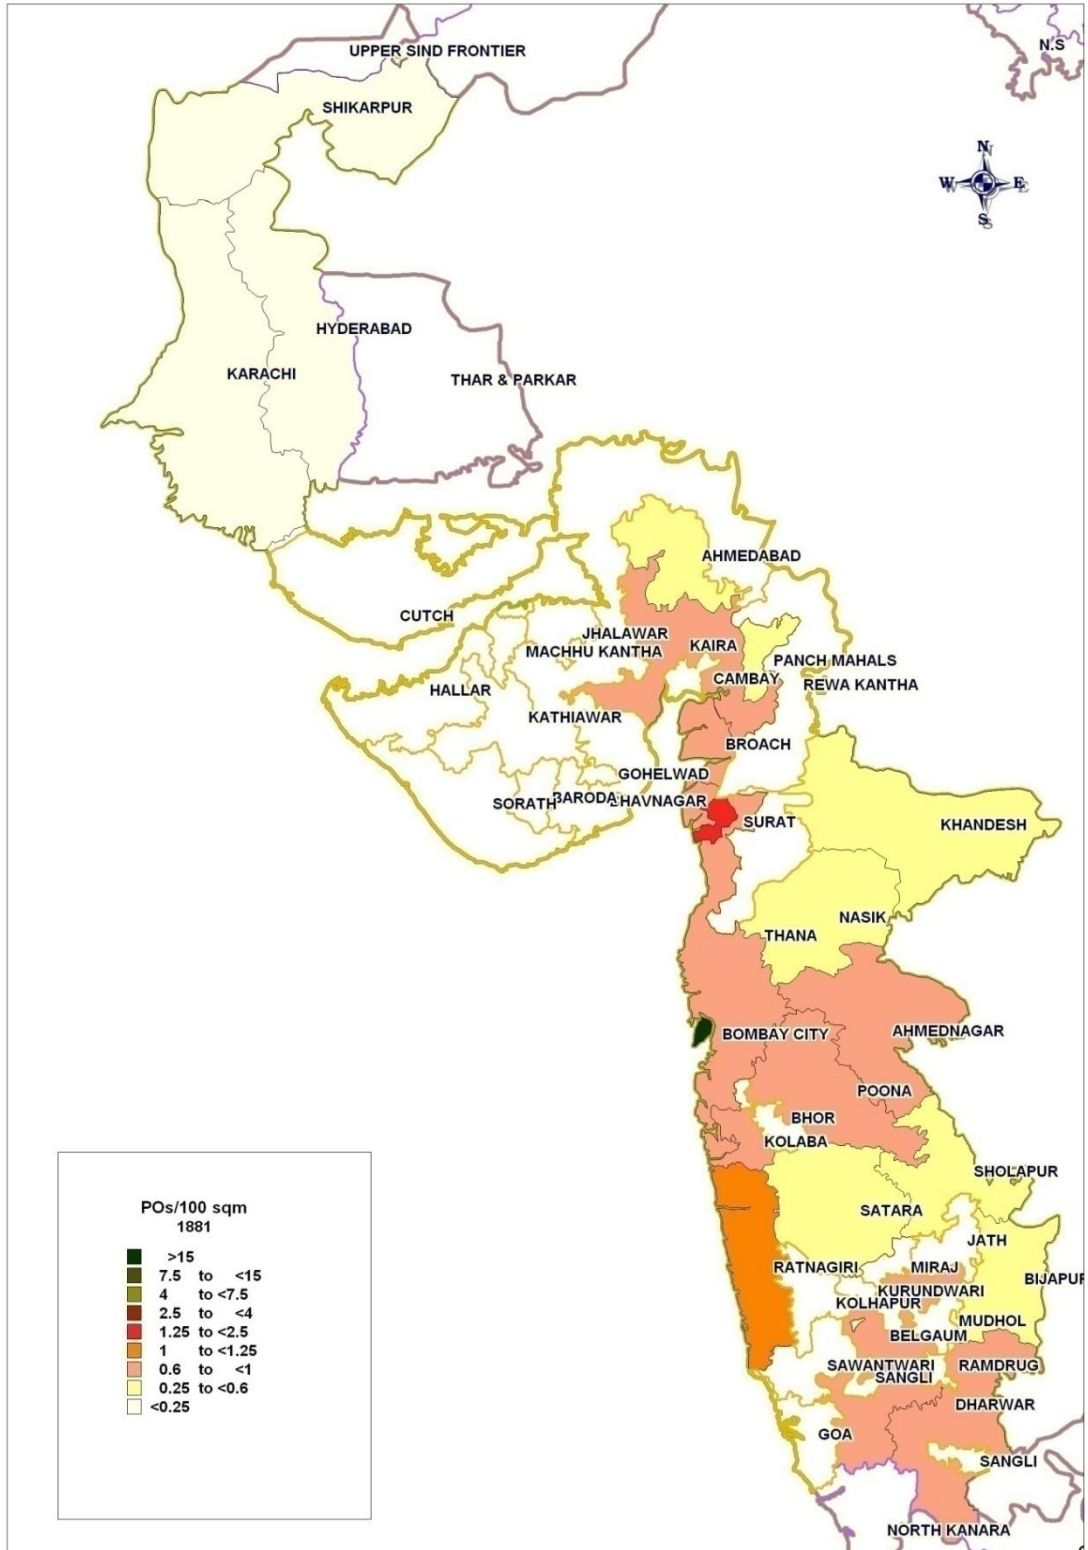 UPPER SIND FRONTIER
N.S
SHIKARPUR
N
W E
S
HYDERABAD
KARACHI
THAR & PARKAR
AHMEDABAD
CUTCH
JHALAWAR
KAIRA
MACHHU KANTHA
PANCH MAHALS
CAMBAY
REWA KANTHA
HALLAR
KATHIAWAR
BROACH
GOHELWAD
SORATH
BARODA
BHAVNAGAR
SURAT
KHANDESH
NASIK
THANA
BOMBAY CITY
AHMEDNAGAR
POONA
BHOR
KOLABA
SHOLAPUR
SATARA
JATH
RATNAGIRI
MIRAJ
BIJAPUR
KURUNDWARI
KOLHAPUR
MUDHOL
BELGAUM
SAWANTWARI
RAMDRUG
SANGLI
DHARWAR
GOA
SANGLI
NORTH KANARA
POs/100 sqm
1881
>15
7.5 to <15
4 to <7.5
2.5 to <4
1.25 to <2.5
1 to <1.25
0.6 to <1
0.25 to <0.6
<0.25